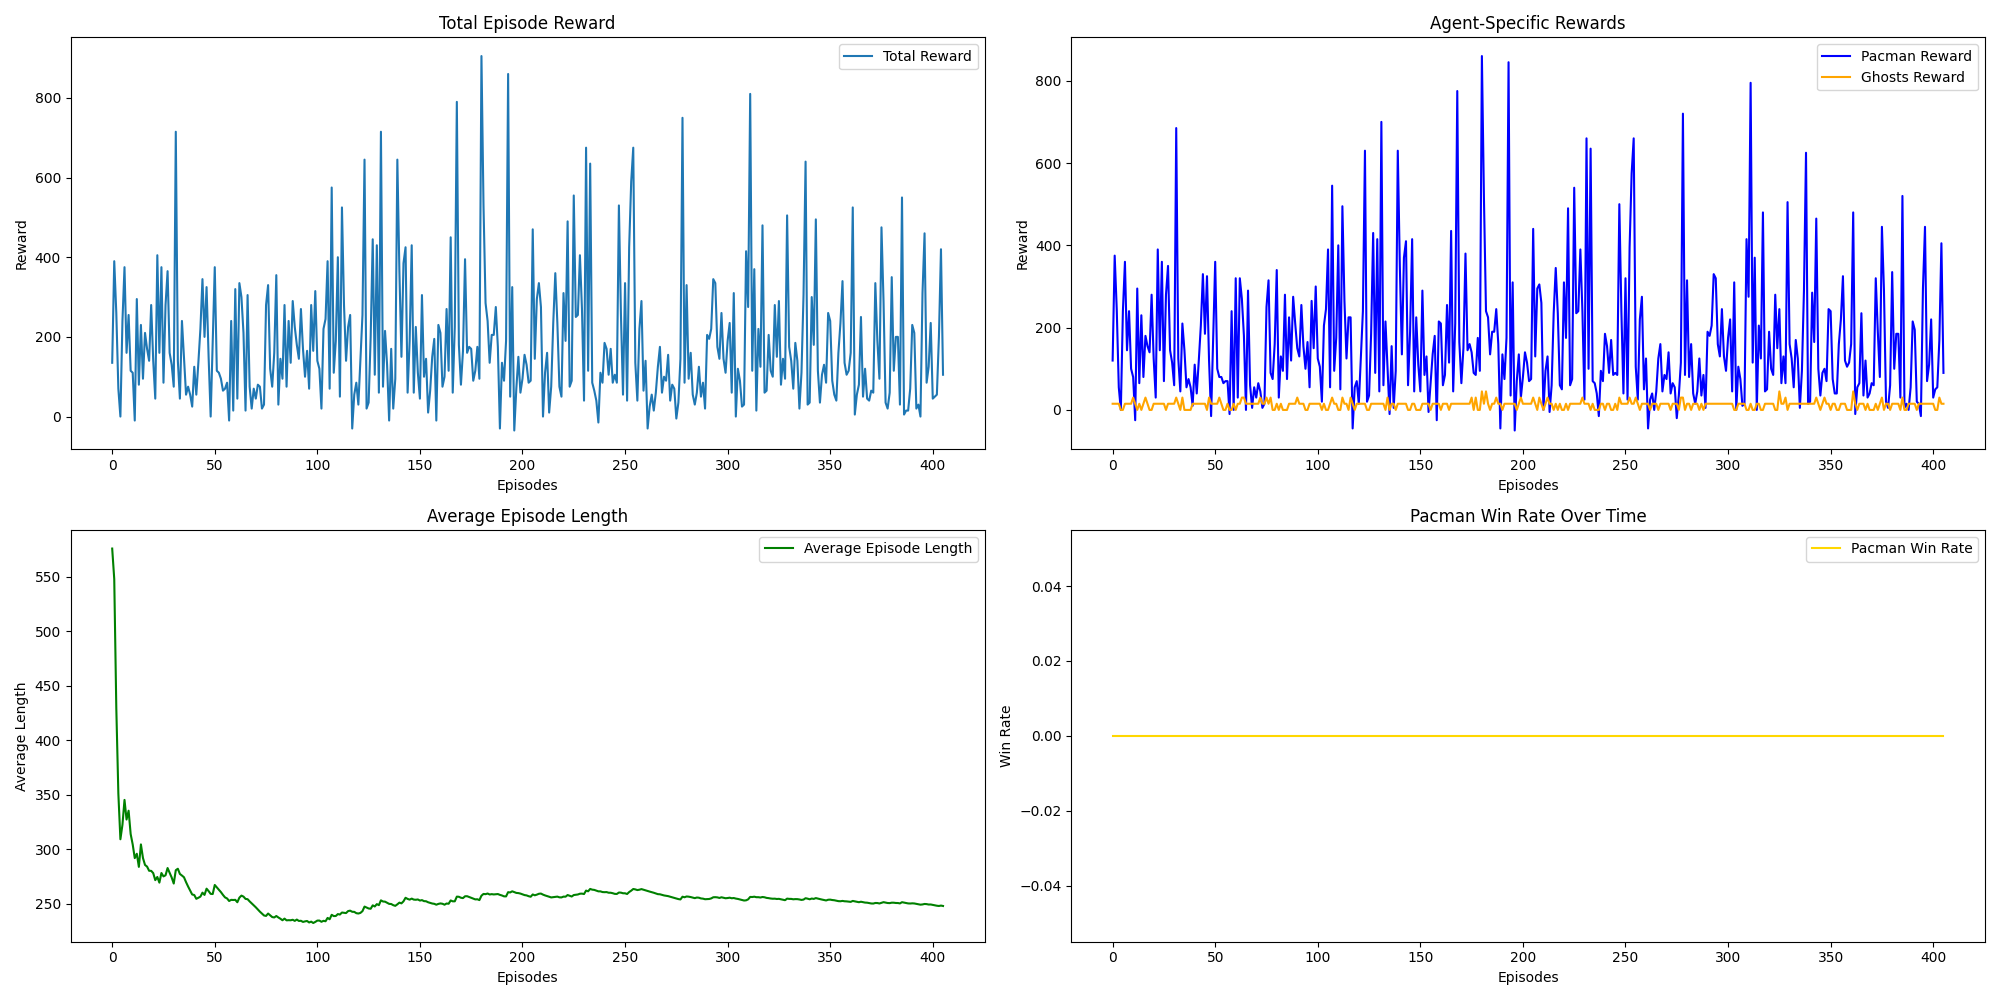 Total Episode Reward
Total Reward
Reward
800
600
400
200
0
0 50 100 150 200 250 300 350 400
Episodes
Agent-Specific Rewards
Pacman Reward
Ghosts Reward
Reward
800
600
400
200
0
0 50 100 150 200 250 300 350 400
Episodes
Average Episode Length
Average Episode Length
Average Length
550
500
450
400
350
300
250
0 50 100 150 200 250 300 350 400
Episodes
Pacman Win Rate Over Time
Pacman Win Rate
Win Rate
0.04
0.02
0.00
−0.02
−0.04
0 50 100 150 200 250 300 350 400
Episodes